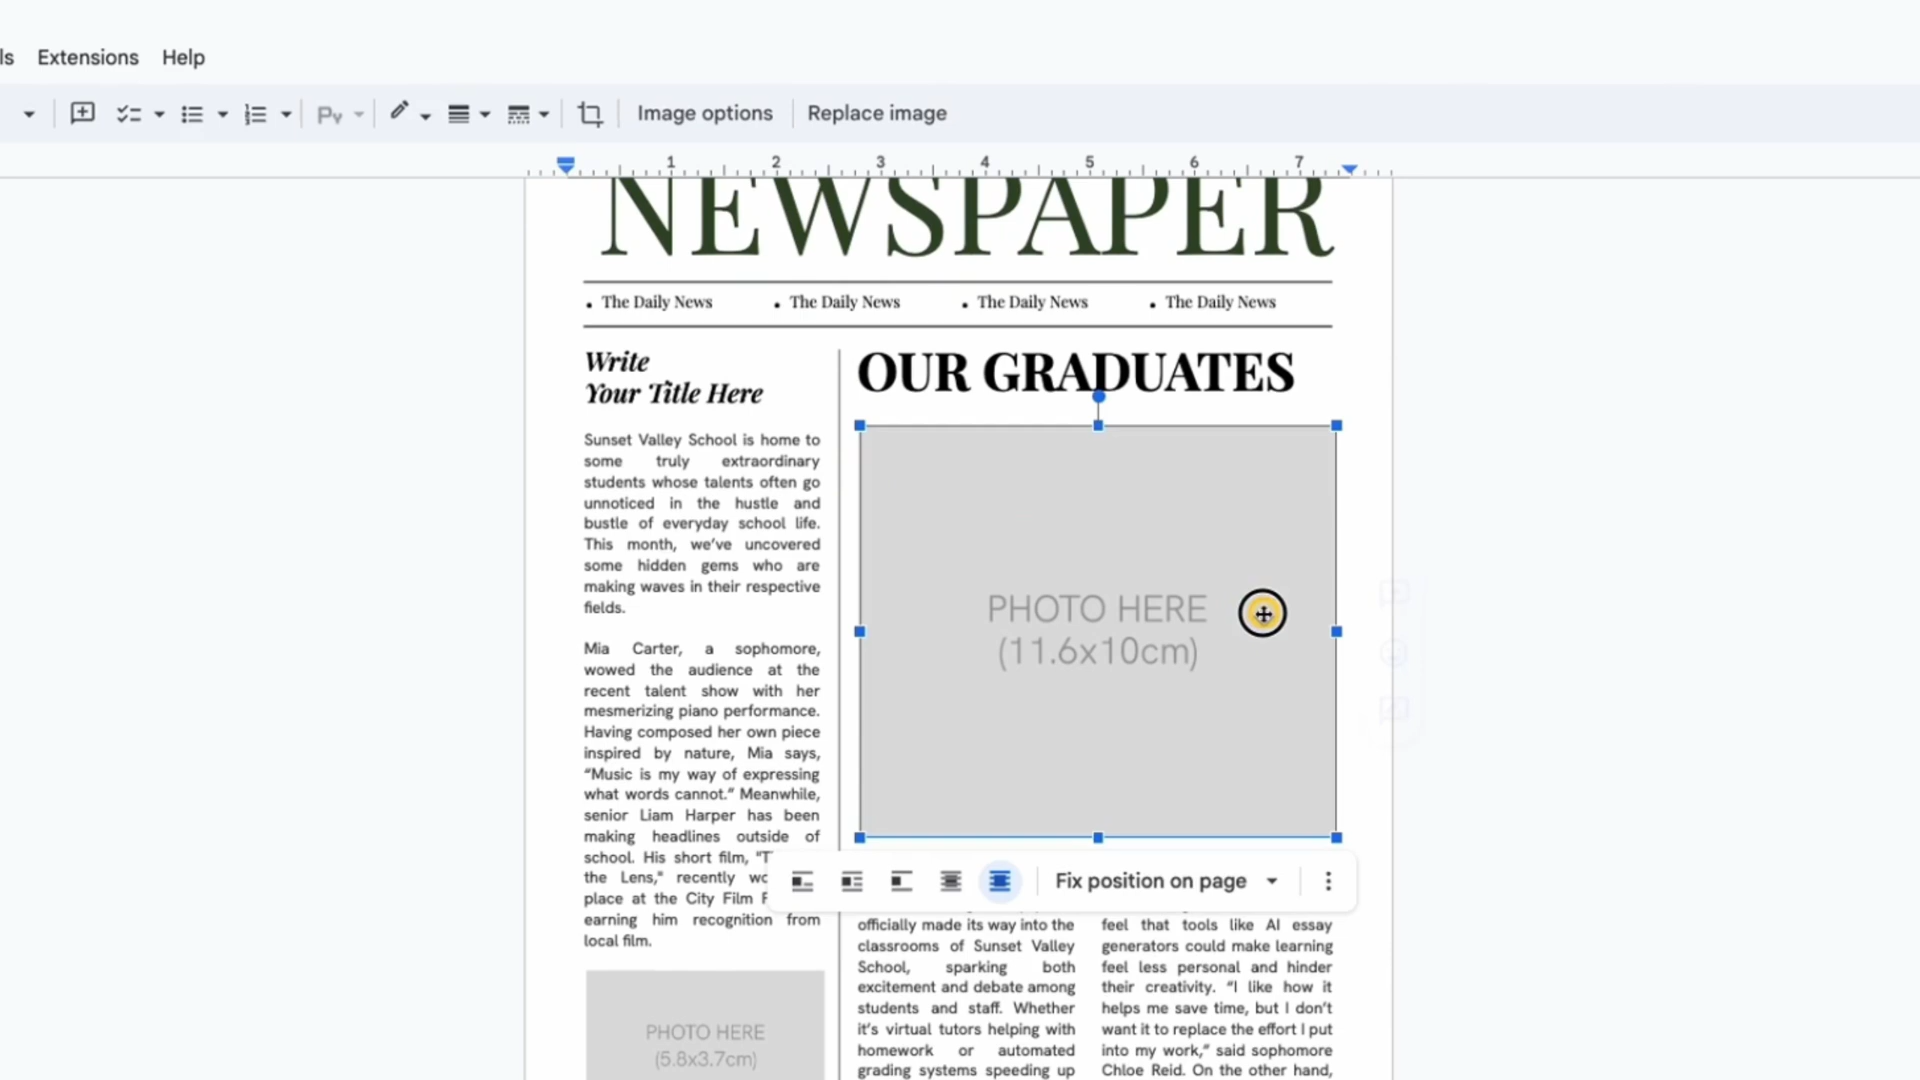 ls Extensions Help
Image options Replace image
1 2 3 4 5 6 7
NEWSPAPER
• The Daily News • The Daily News • The Daily News • The Daily News
Write
Your Title Here
Sunset Valley School is home to
some truly extraordinary
students whose talents often go
unnoticed in the hustle and
bustle of everyday school life.
This month, we've uncovered
some hidden gems who are
making waves in their respective
fields.
Mia Carter, a sophomore,
wowed the audience at the
recent talent show with her
mesmerizing piano performance.
Having composed her own piece
inspired by nature, Mia says,
“Music is my way of expressing
what words cannot.” Meanwhile,
senior Liam Harper has been
making headlines outside of
school. His short film, "T
the Lens," recently wo
place at the City Film F
earning him recognition from
local film.
PHOTO HERE
(5.8x3.7cm)
OUR GRADUATES
PHOTO HERE
(11.6x10cm)
Fix position on page
officially made its way into the
classrooms of Sunset Valley
School, sparking both
excitement and debate among
students and staff. Whether
it's virtual tutors helping with
homework or automated
grading systems speeding up
feel that tools like AI essay
generators could make learning
feel less personal and hinder
their creativity. “I like how it
helps me save time, but I don't
want it to replace the effort I put
into my work,” said sophomore
Chloe Reid. On the other hand,